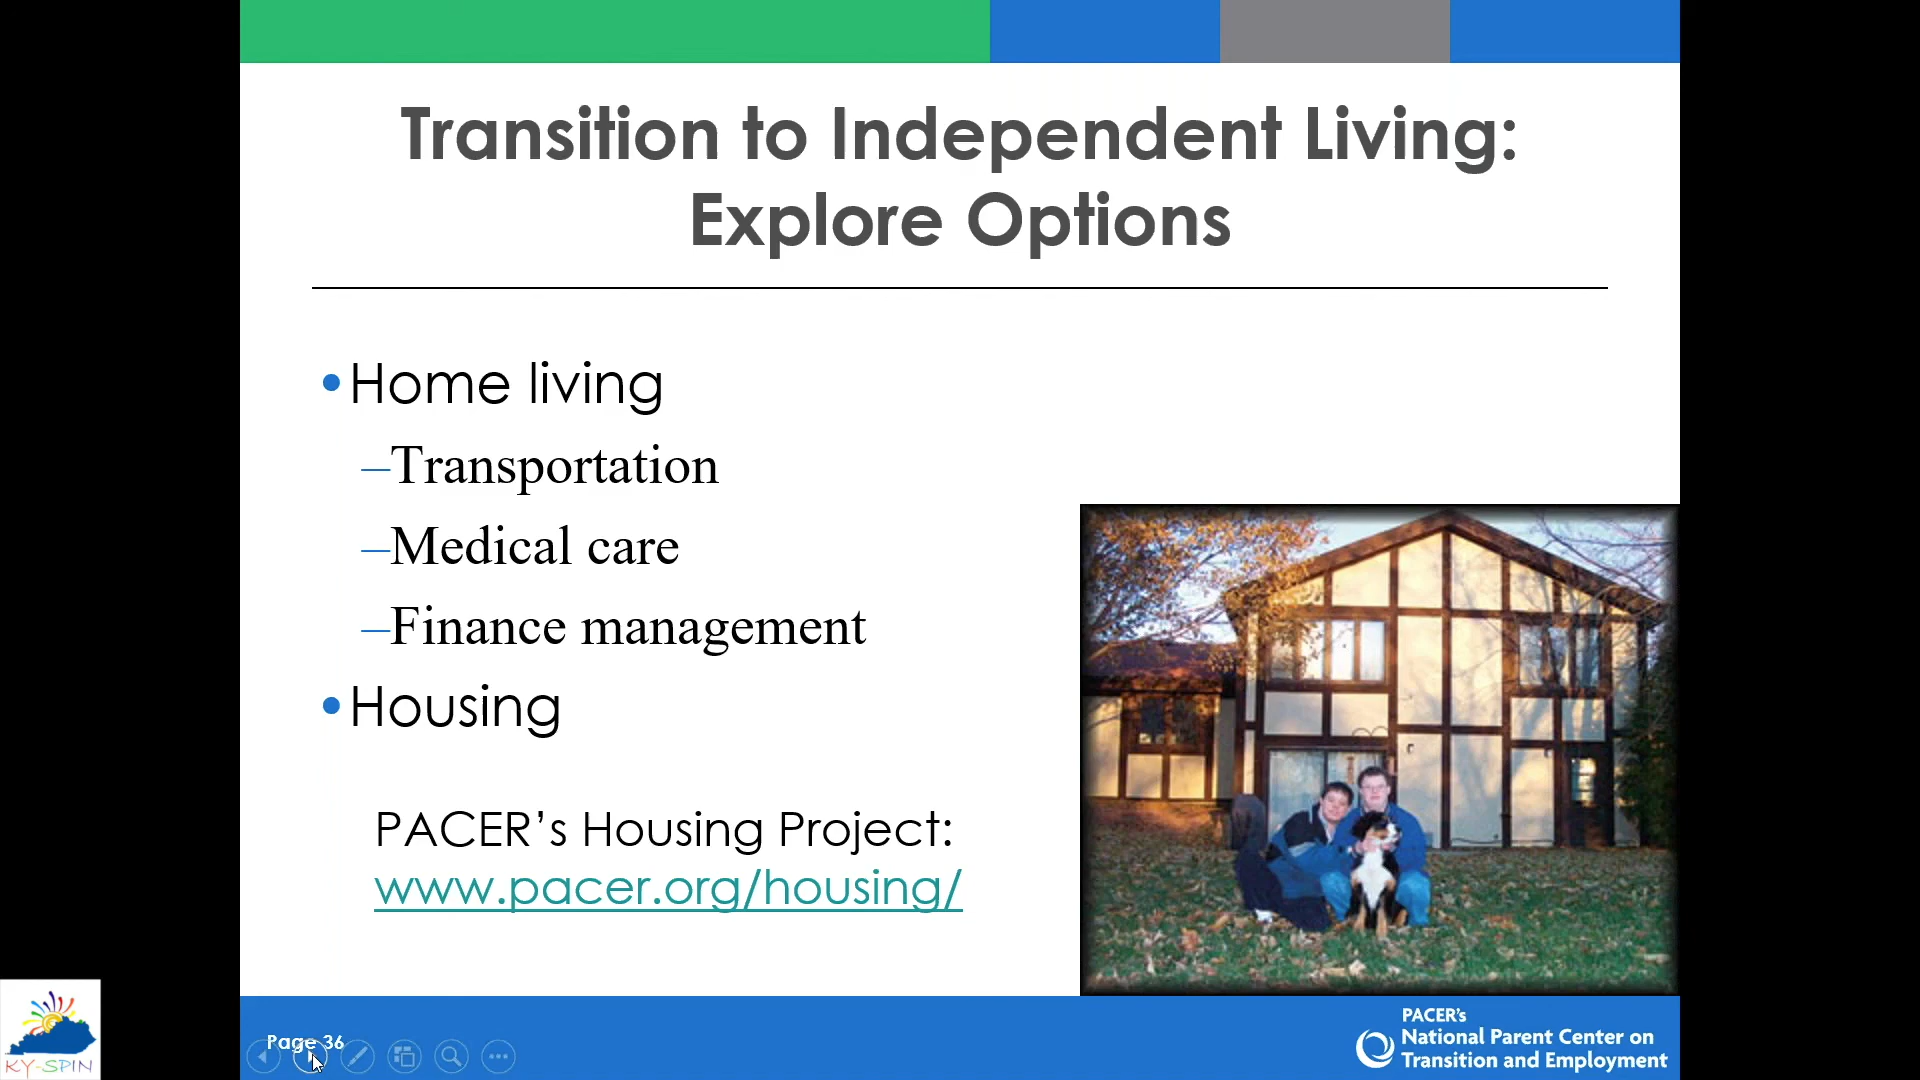 Transition to Independent Living:
Explore Options
•Home living
–Transportation
–Medical care
–Finance management
•Housing
PACER’s Housing Project:
www.pacer.org/housing/
Page 36
PACER’s
National Parent Center on
Transition and Employment
KY-SPIN